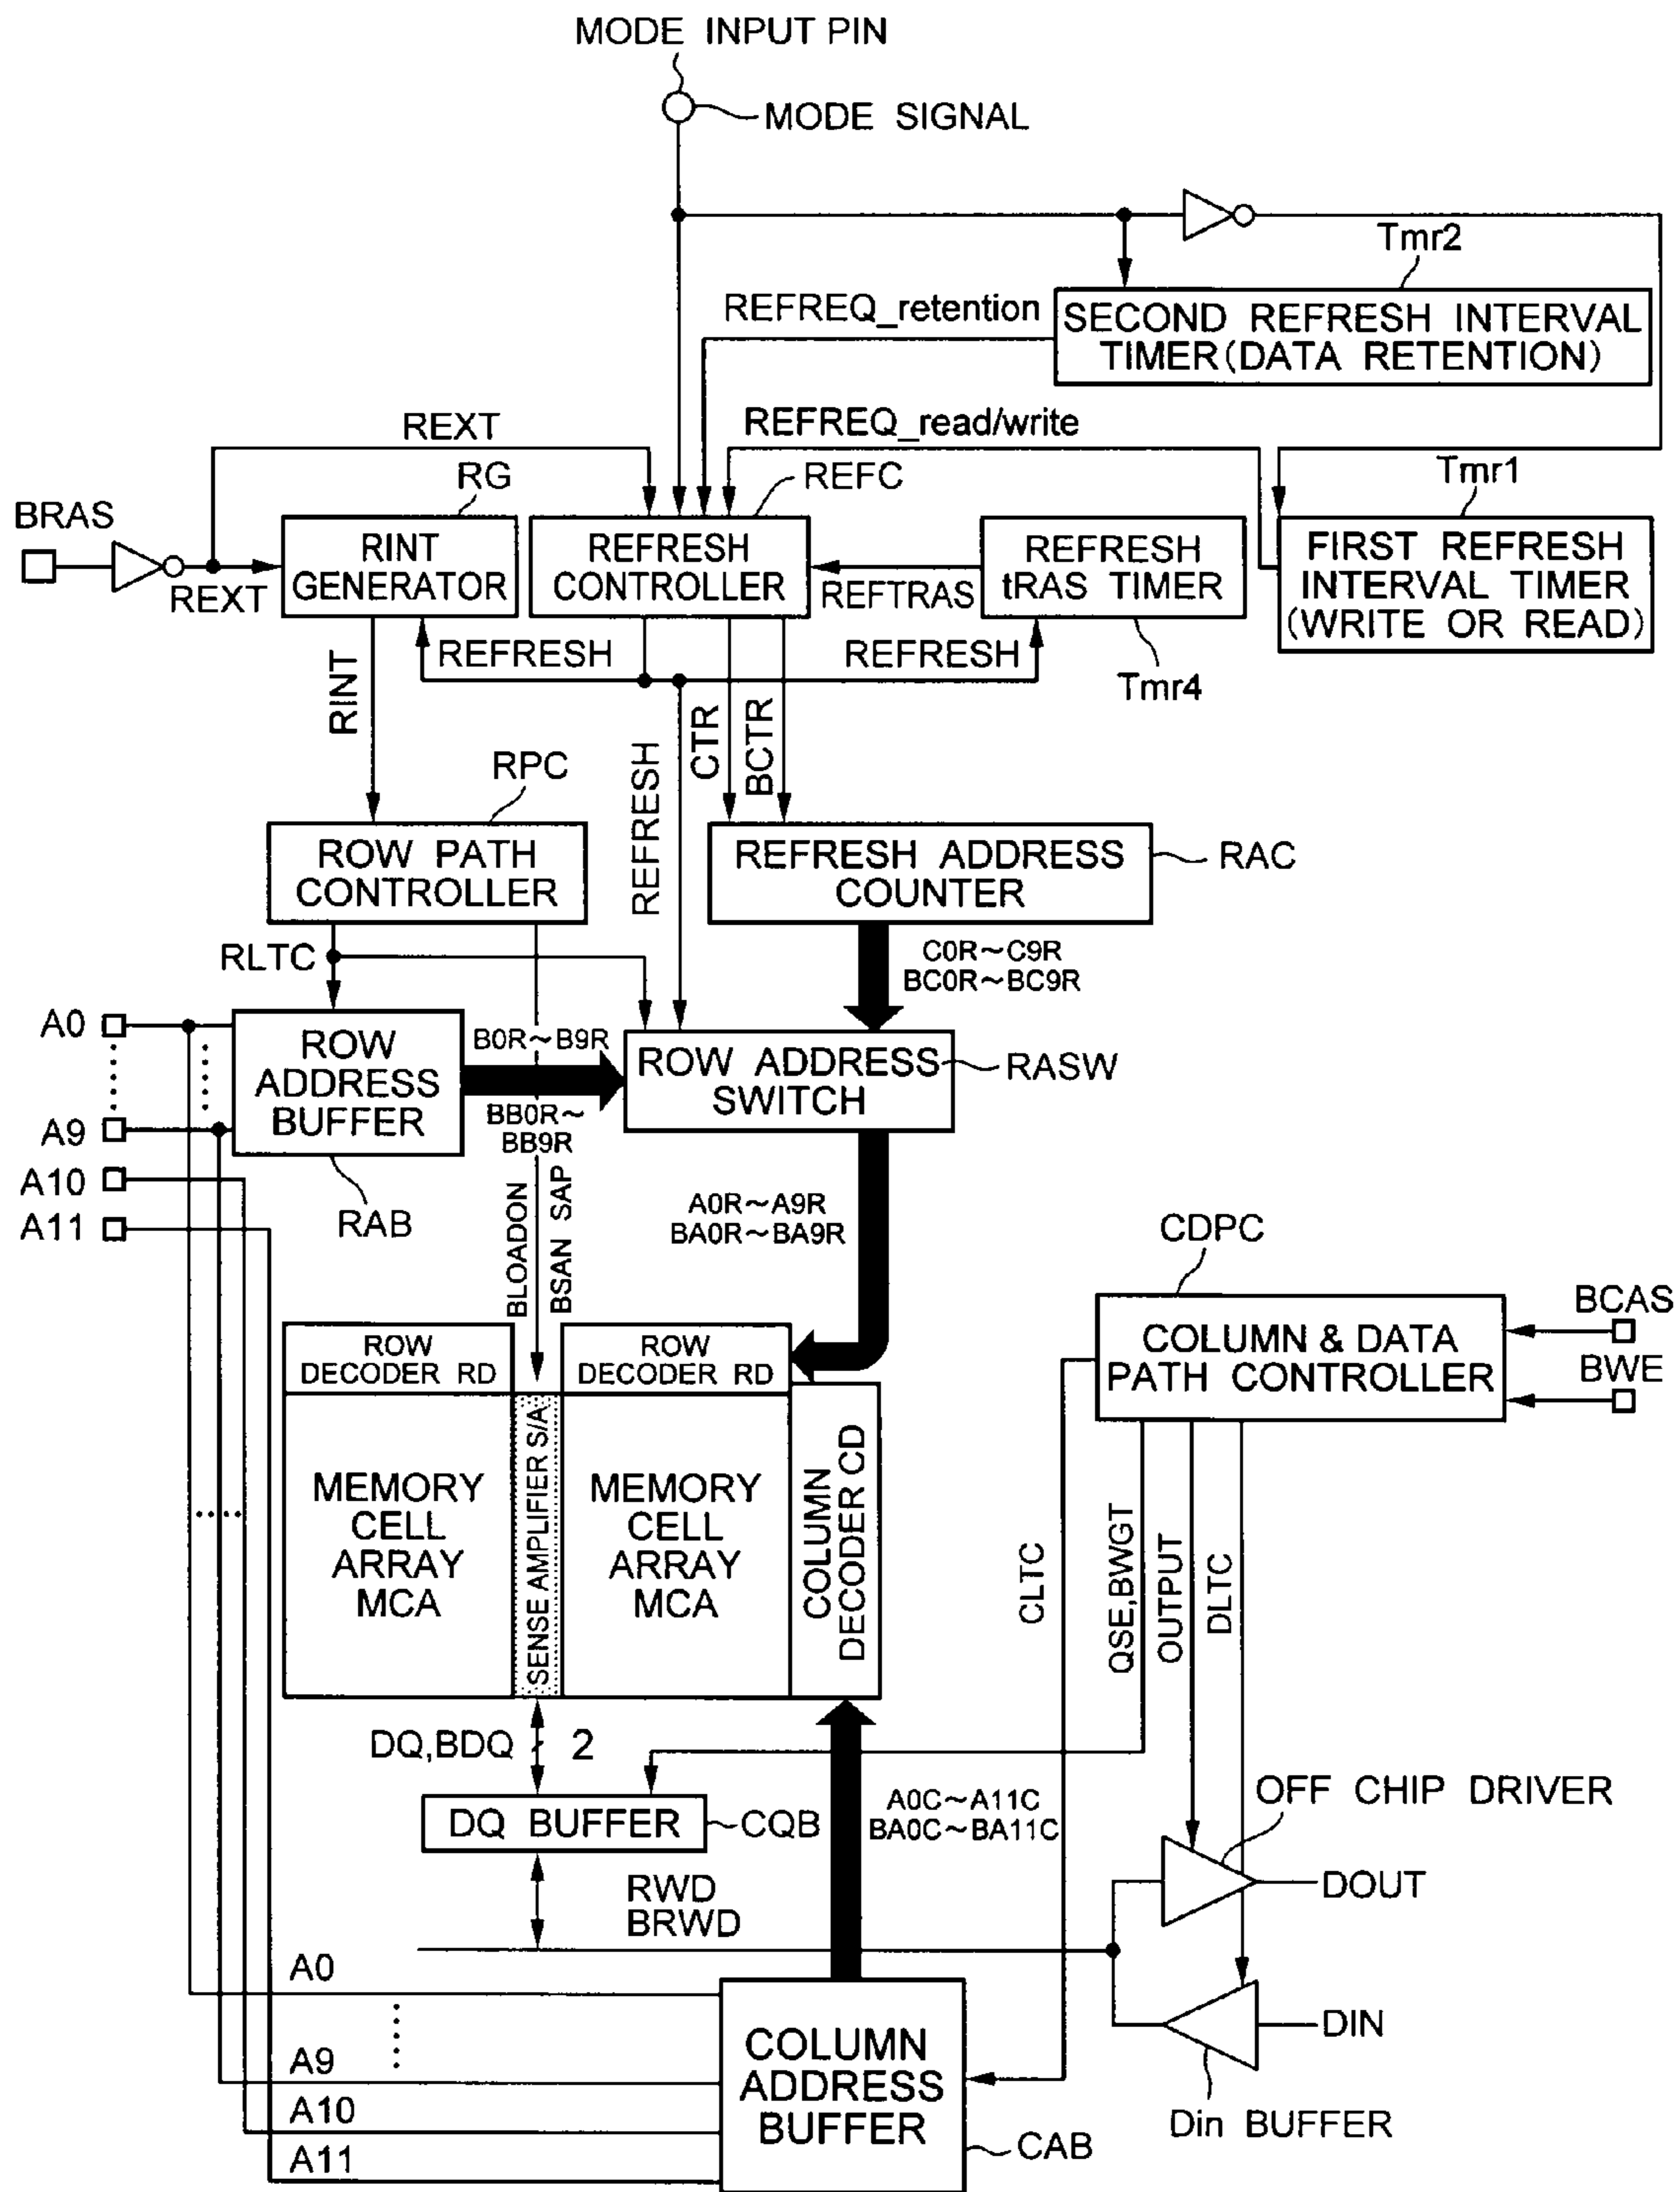 MODE INPUT PIN
MODE SIGNAL
Tmr2
REFREQ_retention
SECOND REFRESH INTERVAL
TIMER(DATA RETENTION)
REXT
REFREQ_read/write
RG
REFC
Tmr1
BRAS
REXT
RINT
GENERATOR
REFRESH
CONTROLLER
REFTRAS
REFRESH
tRAS TIMER
FIRST REFRESH
INTERVAL TIMER
(WRITE OR READ)
REFRESH
REFRESH
Tmr4
RINT
REFRESH
CTR
BCTR
RPC
ROW PATH
CONTROLLER
REFRESH ADDRESS
COUNTER
RAC
RLTC
C0R~C9R
BC0R~BC9R
A0
A9
A10
A11
ROW
ADDRESS
BUFFER
RAB
B0R~B9R
BB0R~
BB9R
ROW ADDRESS
SWITCH
RASW
BLOADON
BSAN SAP
A0R~A9R
BA0R~BA9R
CDPC
COLUMN & DATA
PATH CONTROLLER
BCAS
BWE
ROW
DECODER RD
ROW
DECODER RD
MEMORY
CELL
ARRAY
MCA
SENSE AMPLIFIER S/A
MEMORY
CELL
ARRAY
MCA
COLUMN
DECODER CD
CLTC
QSE,BWGT
OUTPUT
DLTC
DQ,BDQ
2
DQ BUFFER
CQB
A0C~A11C
BA0C~BA11C
OFF CHIP DRIVER
DOUT
RWD
BRWD
A0
A9
A10
A11
COLUMN
ADDRESS
BUFFER
CAB
DIN
Din BUFFER